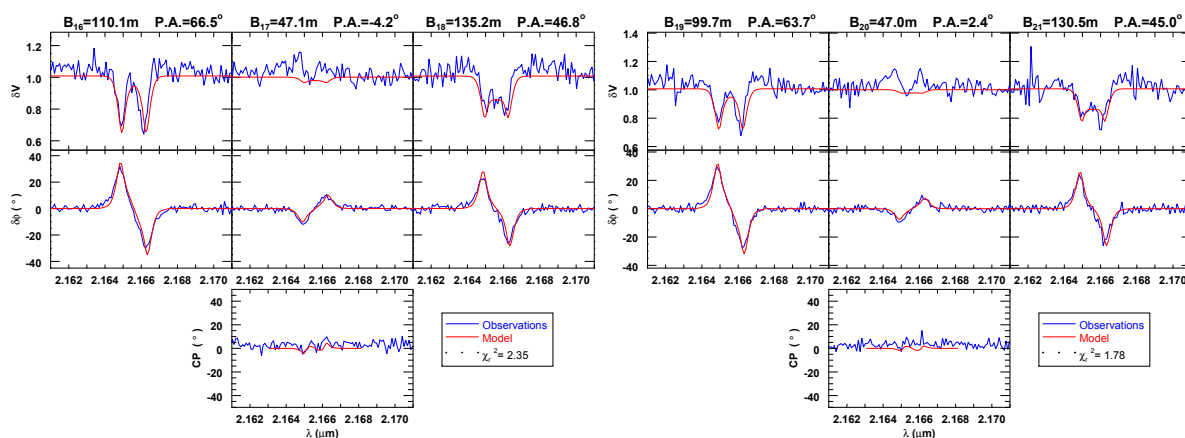 B₁₆=110.1m P.A.=66.5° B₁₇=47.1m P.A.=-4.2° B₁₈=135.2m P.A.=46.8°
B₁₉=99.7m P.A.=63.7° B₂₀=47.0m P.A.=2.4° B₂₁=130.5m P.A.=45.0°
1.2
1.0
0.8
0.6
δV
40
20
0
-20
-40
δϕ (°)
2.162 2.164 2.166 2.168 2.170 2.162 2.164 2.166 2.168 2.170 2.162 2.164 2.166 2.168 2.170
40
20
0
-20
-40
CP (°)
2.162 2.164 2.166 2.168 2.170
λ (μm)
Observations
Model
χᵣ²= 2.35
1.4
1.2
1.0
0.8
0.6
δV
40
20
0
-20
-40
δϕ (°)
2.162 2.164 2.166 2.168 2.170 2.162 2.164 2.166 2.168 2.170 2.162 2.164 2.166 2.168 2.170
40
20
0
-20
-40
CP (°)
2.162 2.164 2.166 2.168 2.170
λ (μm)
Observations
Model
χᵣ²= 1.78